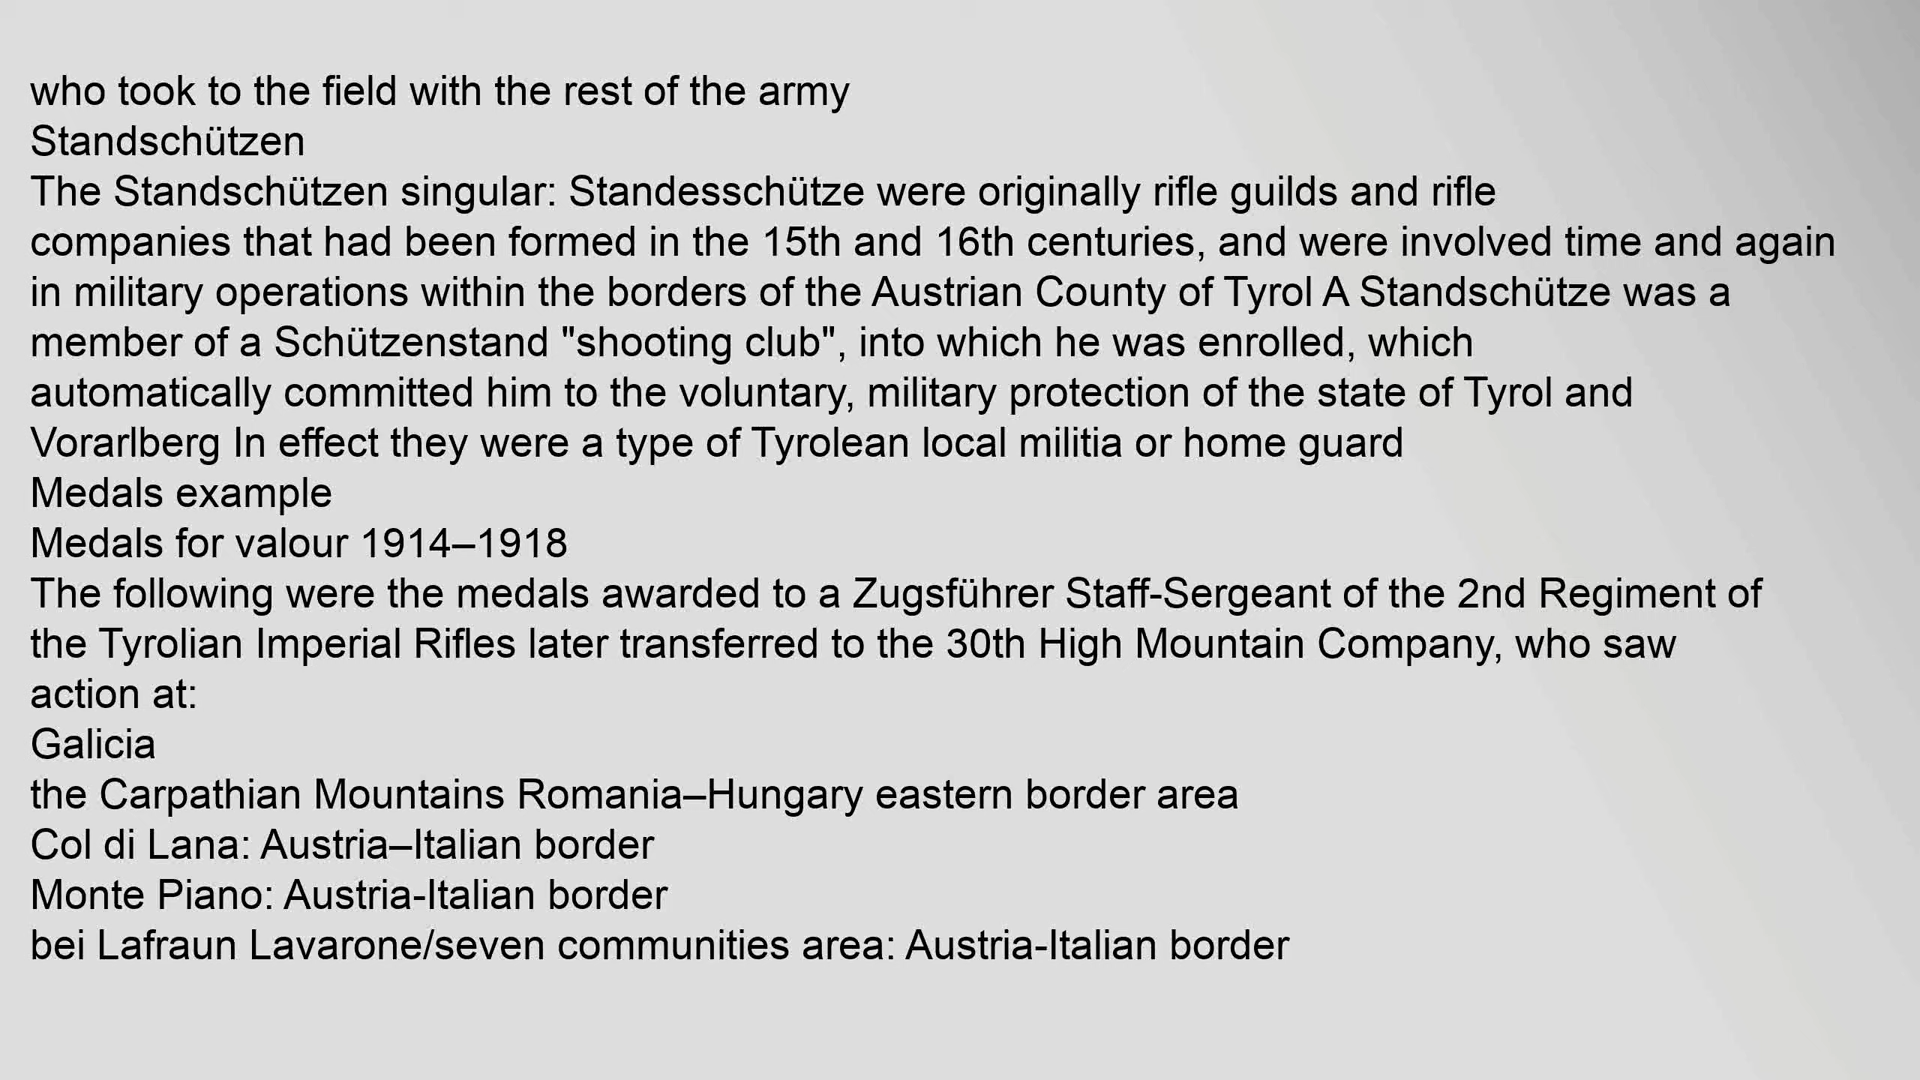 who took to the field with the rest of the army
Standschützen
The Standschützen singular: Standesschütze were originally rifle guilds and rifle
companies that had been formed in the 15th and 16th centuries, and were involved time and again
in military operations within the borders of the Austrian County of Tyrol A Standschütze was a
member of a Schützenstand "shooting club", into which he was enrolled, which
automatically committed him to the voluntary, military protection of the state of Tyrol and
Vorarlberg In effect they were a type of Tyrolean local militia or home guard
Medals example
Medals for valour 1914–1918
The following were the medals awarded to a Zugsführer Staff-Sergeant of the 2nd Regiment of
the Tyrolian Imperial Rifles later transferred to the 30th High Mountain Company, who saw
action at:
Galicia
the Carpathian Mountains Romania–Hungary eastern border area
Col di Lana: Austria–Italian border
Monte Piano: Austria-Italian border
bei Lafraun Lavarone/seven communities area: Austria-Italian border